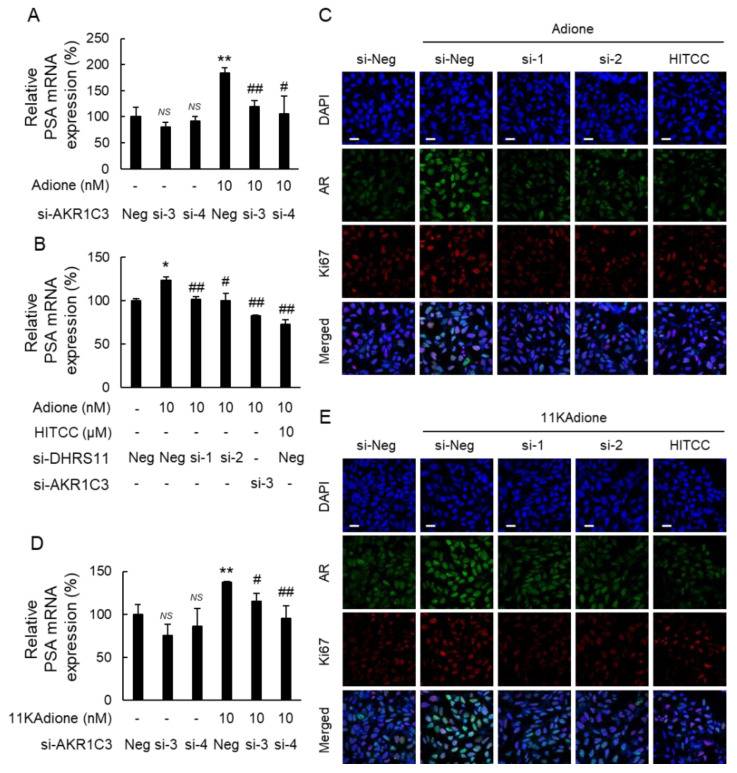 A
Relative
PSA mRNA
expression (%)
250
200
150
100
50
0
NS
NS
**
##
#
Adione (nM) - - - 10 10 10
si-AKR1C3 Neg si-3 si-4 Neg si-3 si-4
B
Relative
PSA mRNA
expression (%)
150
100
50
0
*
##
#
##
##
Adione (nM) - 10 10 10 10 10
HITCC (µM) - - - - - 10
si-DHRS11 Neg Neg si-1 si-2 - Neg
si-AKR1C3 - - - - si-3 -
D
Relative
PSA mRNA
expression (%)
150
100
50
0
NS
NS
**
#
##
11KAdione (nM) - - - 10 10 10
si-AKR1C3 Neg si-3 si-4 Neg si-3 si-4
C
Adione
si-Neg si-Neg si-1 si-2 HITCC
DAPI
AR
Ki67
Merged
E
11KAdione
si-Neg si-Neg si-1 si-2 HITCC
DAPI
AR
Ki67
Merged